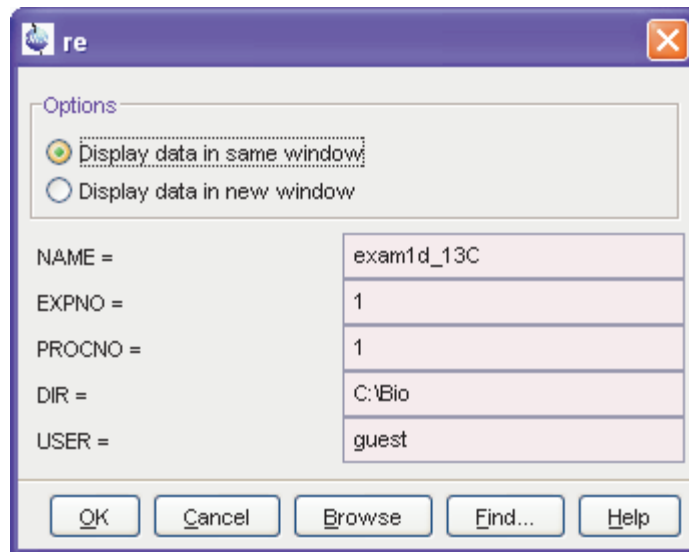 re
Options
Display data in same window
Display data in new window
NAME = exam1d_13C
EXPNO = 1
PROCNO = 1
DIR = C:\Bio
USER = guest
OK Cancel Browse Find... Help